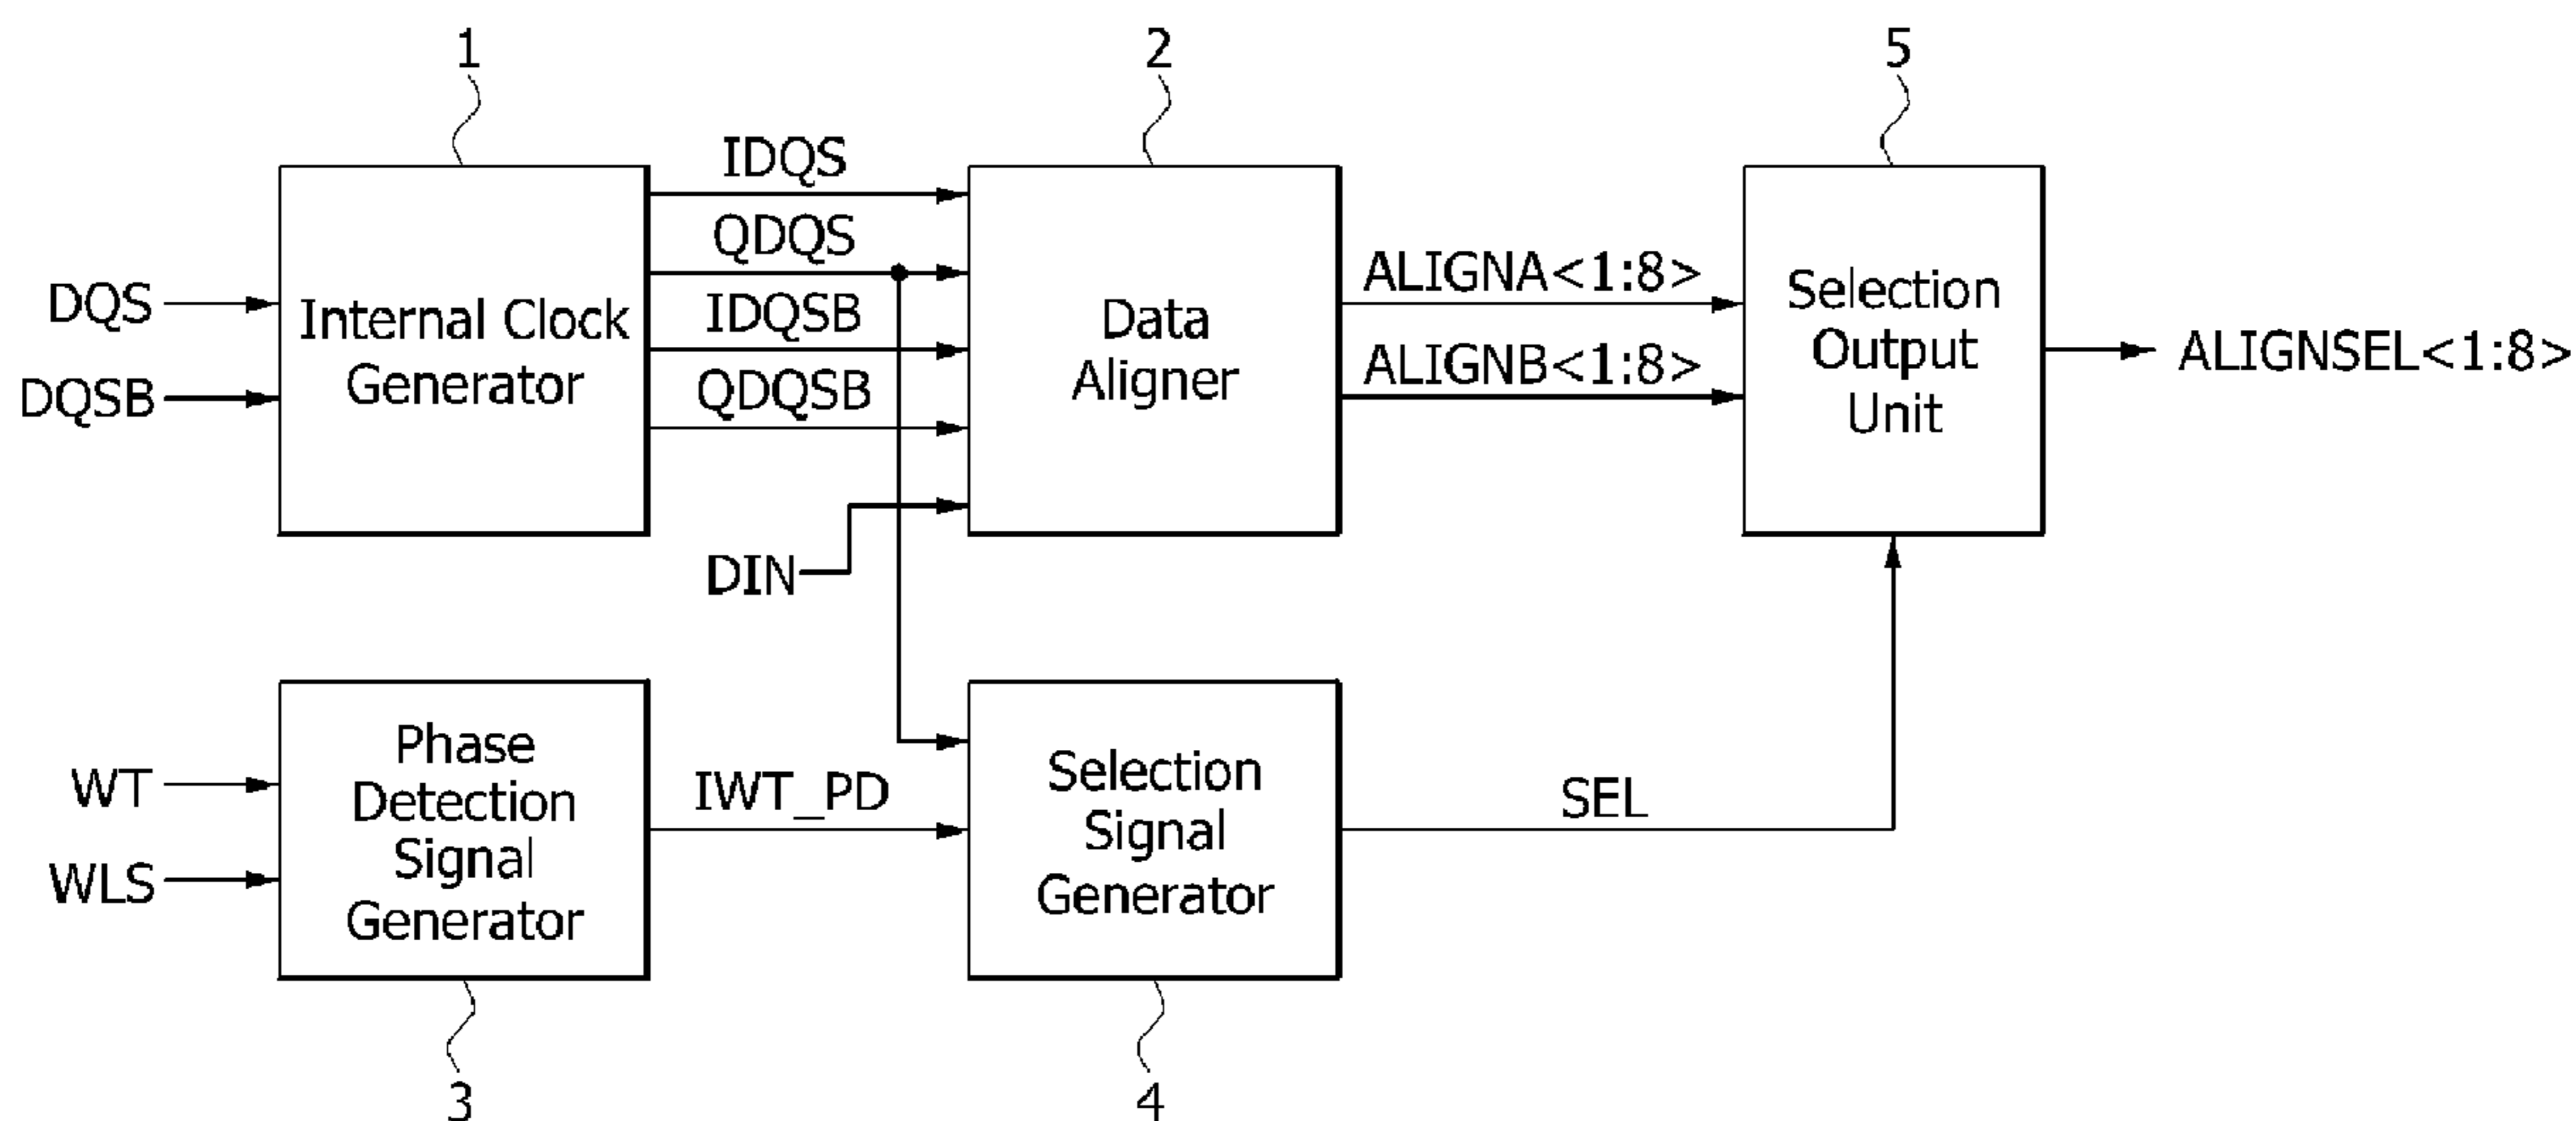 1
2
5
IDQS
QDQS
IDQSB
QDQSB
DQS
DQSB
Internal Clock
Generator
Data
Aligner
ALIGNA<1:8>
ALIGNB<1:8>
Selection
Output
Unit
ALIGNSEL<1:8>
DIN
WT
WLS
Phase
Detection
Signal
Generator
IWT_PD
Selection
Signal
Generator
SEL
3
4